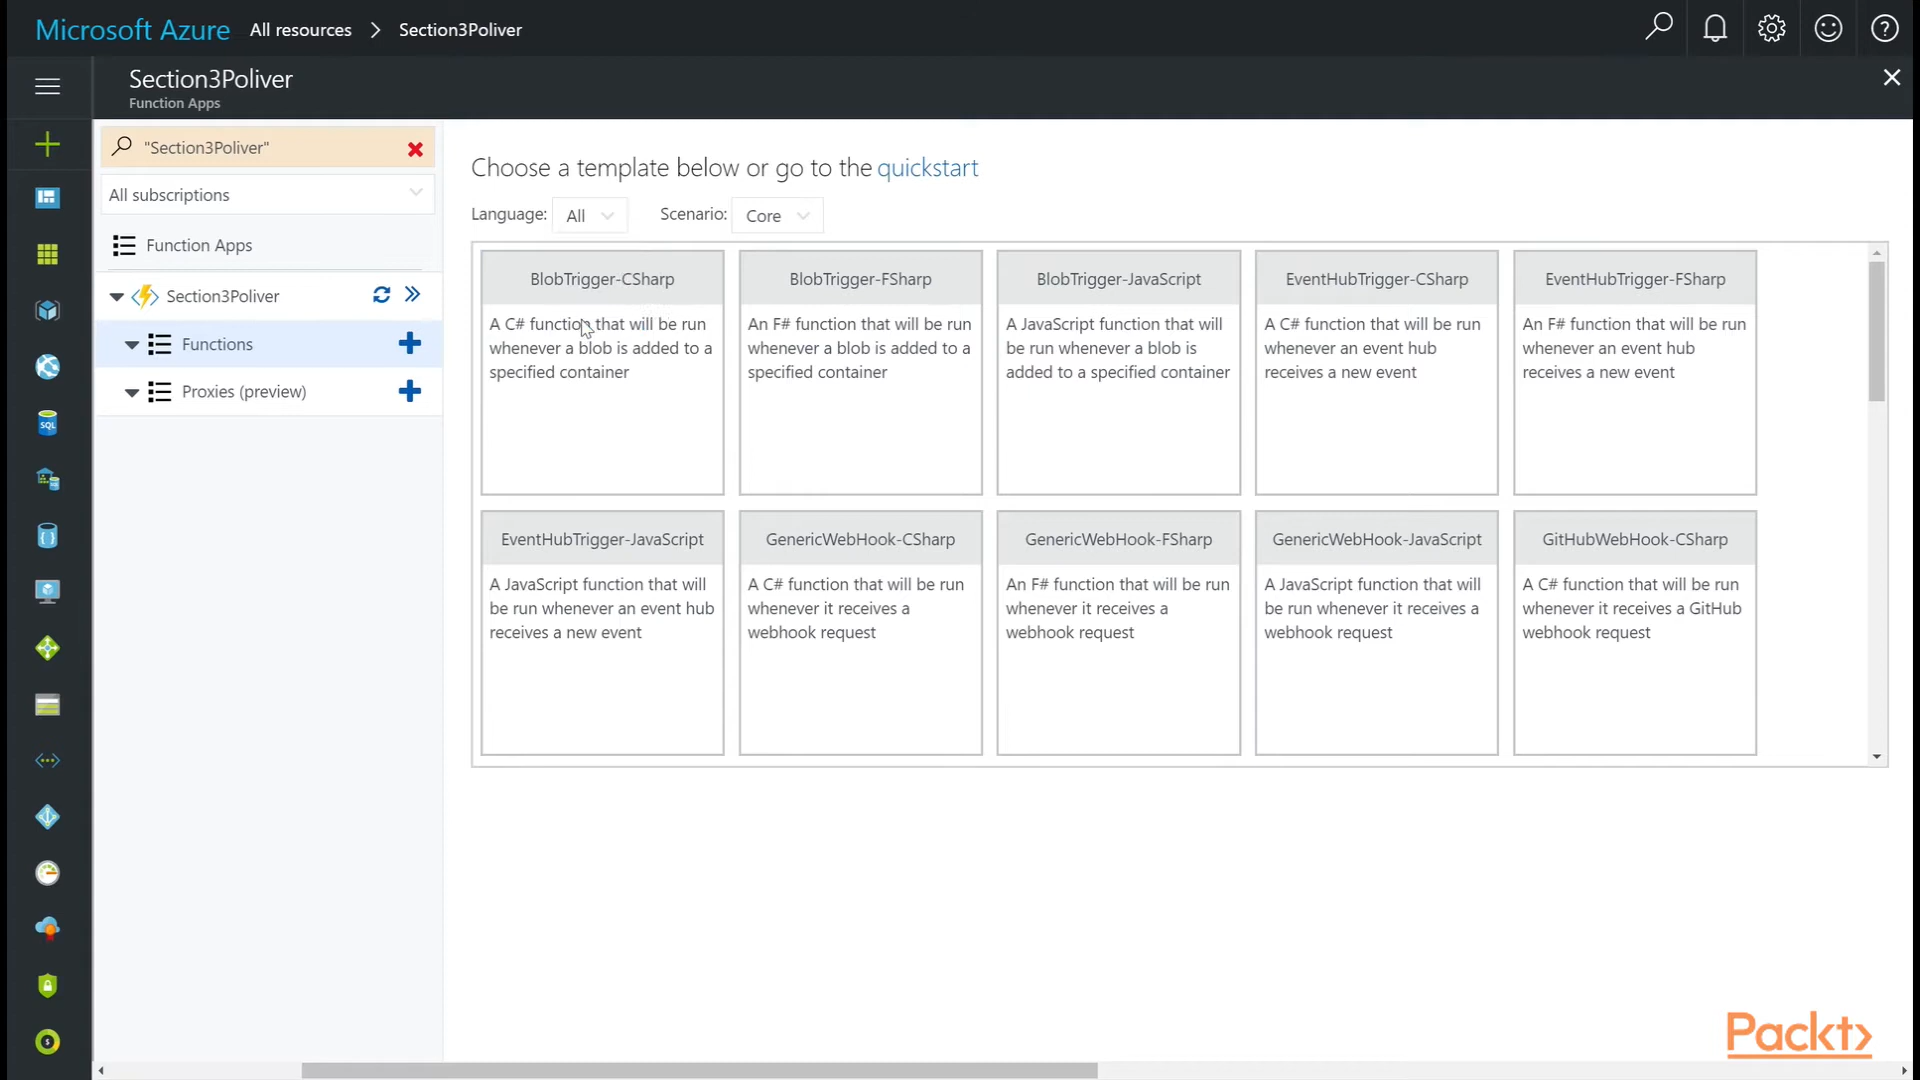 Microsoft Azure All resources > Section3Poliver
Section3Poliver
Function Apps
"Section3Poliver"
All subscriptions
Function Apps
Section3Poliver
Functions
Proxies (preview)
Choose a template below or go to the quickstart
Language: All Scenario: Core
BlobTrigger-CSharp
A C# function that will be run
whenever a blob is added to a
specified container
BlobTrigger-FSharp
An F# function that will be run
whenever a blob is added to a
specified container
BlobTrigger-JavaScript
A JavaScript function that will
be run whenever a blob is
added to a specified container
EventHubTrigger-CSharp
A C# function that will be run
whenever an event hub
receives a new event
EventHubTrigger-FSharp
An F# function that will be run
whenever an event hub
receives a new event
EventHubTrigger-JavaScript
A JavaScript function that will
be run whenever an event hub
receives a new event
GenericWebHook-CSharp
A C# function that will be run
whenever it receives a
webhook request
GenericWebHook-FSharp
An F# function that will be run
whenever it receives a
webhook request
GenericWebHook-JavaScript
A JavaScript function that will
be run whenever it receives a
webhook request
GitHubWebHook-CSharp
A C# function that will be run
whenever it receives a GitHub
webhook request
SQL
Packt>